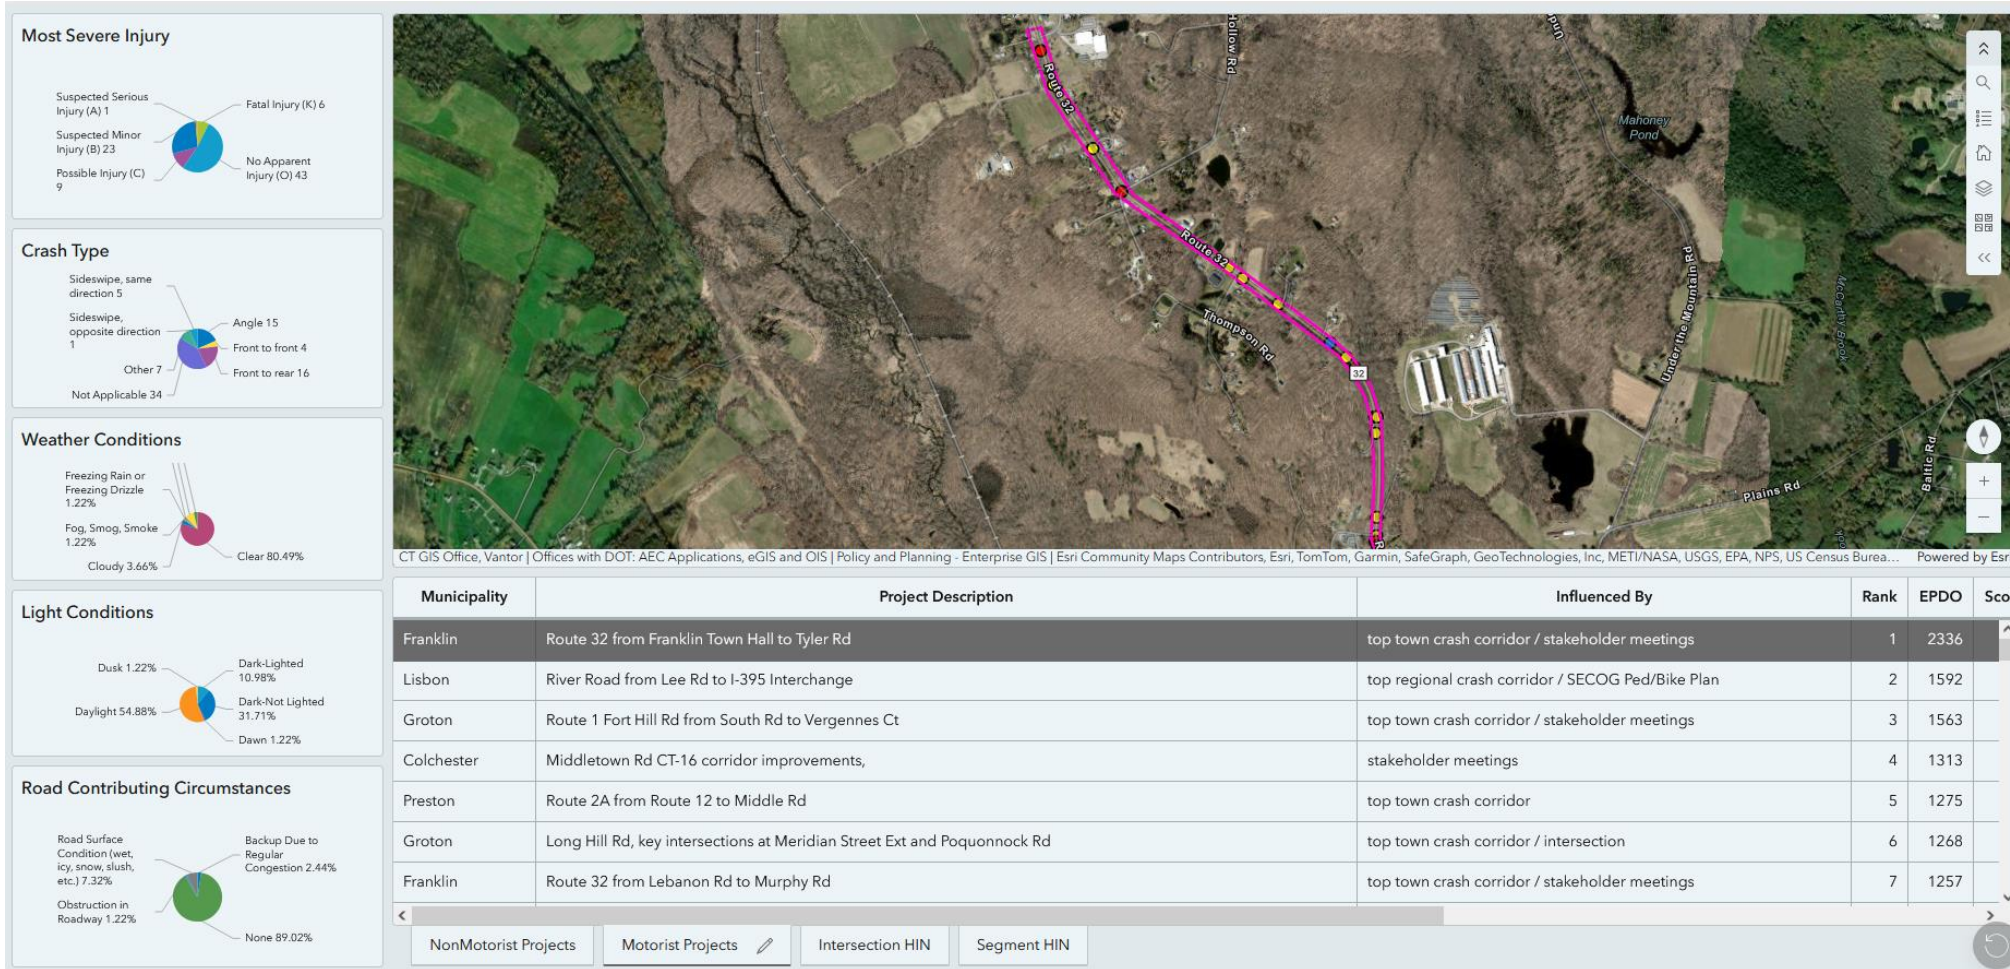 Most Severe Injury
Suspected Serious
Injury (A) 1
Fatal Injury (K) 6
Suspected Minor
Injury (B) 23
No Apparent
Injury (O) 43
Possible Injury (C)
9
Crash Type
Sideswipe, same
direction 5
Sideswipe,
opposite direction
1
Angle 15
Front to front 4
Other 7
Front to rear 16
Not Applicable 34
Weather Conditions
Freezing Rain or
Freezing Drizzle
1.22%
Fog, Smog, Smoke
1.22%
Clear 80.49%
Cloudy 3.66%
Light Conditions
Dusk 1.22%
Dark-Lighted
10.98%
Daylight 54.88%
Dark-Not Lighted
31.71%
Dawn 1.22%
Road Contributing Circumstances
Road Surface
Condition (wet,
icy, snow, slush,
etc.) 7.32%
Backup Due to
Regular
Congestion 2.44%
Obstruction in
Roadway 1.22%
None 89.02%
Hollow Rd
Route 32
Mahoney
Pond
Route 32
Thompson Rd
32
Under the Mountain Rd
McCarthy Brook
Baltic Rd
Plains Rd
CT GIS Office, Vantor | Offices with DOT: AEC Applications, eGIS and OIS | Policy and Planning - Enterprise GIS | Esri Community Maps Contributors, Esri, TomTom, Garmin, SafeGraph, GeoTechnologies, Inc, METI/NASA, USGS, EPA, NPS, US Census Burea... Powered by Esri
Municipality Project Description Influenced By Rank EPDO Sco
Franklin Route 32 from Franklin Town Hall to Tyler Rd top town crash corridor / stakeholder meetings 1 2336
Lisbon River Road from Lee Rd to I-395 Interchange top regional crash corridor / SECOG Ped/Bike Plan 2 1592
Groton Route 1 Fort Hill Rd from South Rd to Vergennes Ct top town crash corridor / stakeholder meetings 3 1563
Colchester Middletown Rd CT-16 corridor improvements, stakeholder meetings 4 1313
Preston Route 2A from Route 12 to Middle Rd top town crash corridor 5 1275
Groton Long Hill Rd, key intersections at Meridian Street Ext and Poquonnock Rd top town crash corridor / intersection 6 1268
Franklin Route 32 from Lebanon Rd to Murphy Rd top town crash corridor / stakeholder meetings 7 1257
NonMotorist Projects Motorist Projects Intersection HIN Segment HIN